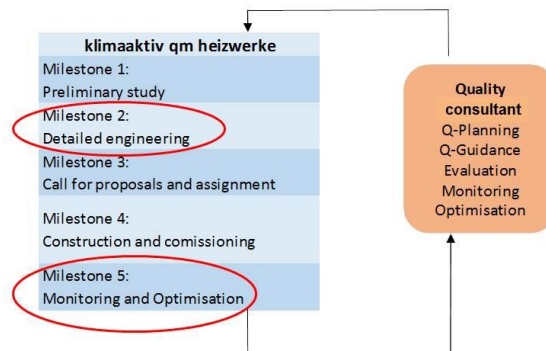 klimaaktiv qm heizwerke
Milestone 1:
Preliminary study
Milestone 2:
Detailed engineering
Milestone 3:
Call for proposals and assignment
Milestone 4:
Construction and comissioning
Milestone 5:
Monitoring and Optimisation
Quality
consultant
Q-Planning
Q-Guidance
Evaluation
Monitoring
Optimisation